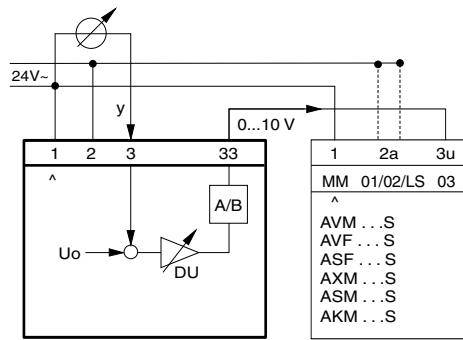 24V~
y
0...10 V
1 2 3 33
1 2a 3u
^
MM 01/02/LS 03
^
A/B
AVM . . .S
AVF . . .S
ASF . . .S
AXM . . .S
ASM . . .S
AKM . . .S
Uo
DU